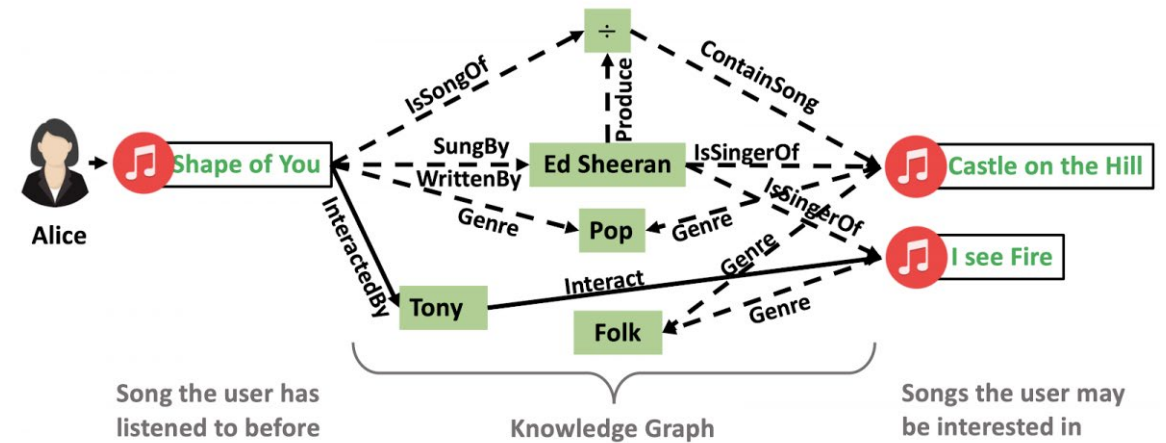 ÷
IsSongOf
ContainSong
Produce
SungBy
WrittenBy
Ed Sheeran
IsSingerOf
Shape of You
Castle on the Hill
Alice
Genre
Pop
Genre
IsSingerOf
I see Fire
InteractedBy
Genre
Tony
Interact
Genre
Folk
Song the user has
listened to before
Knowledge Graph
Songs the user may
be interested in